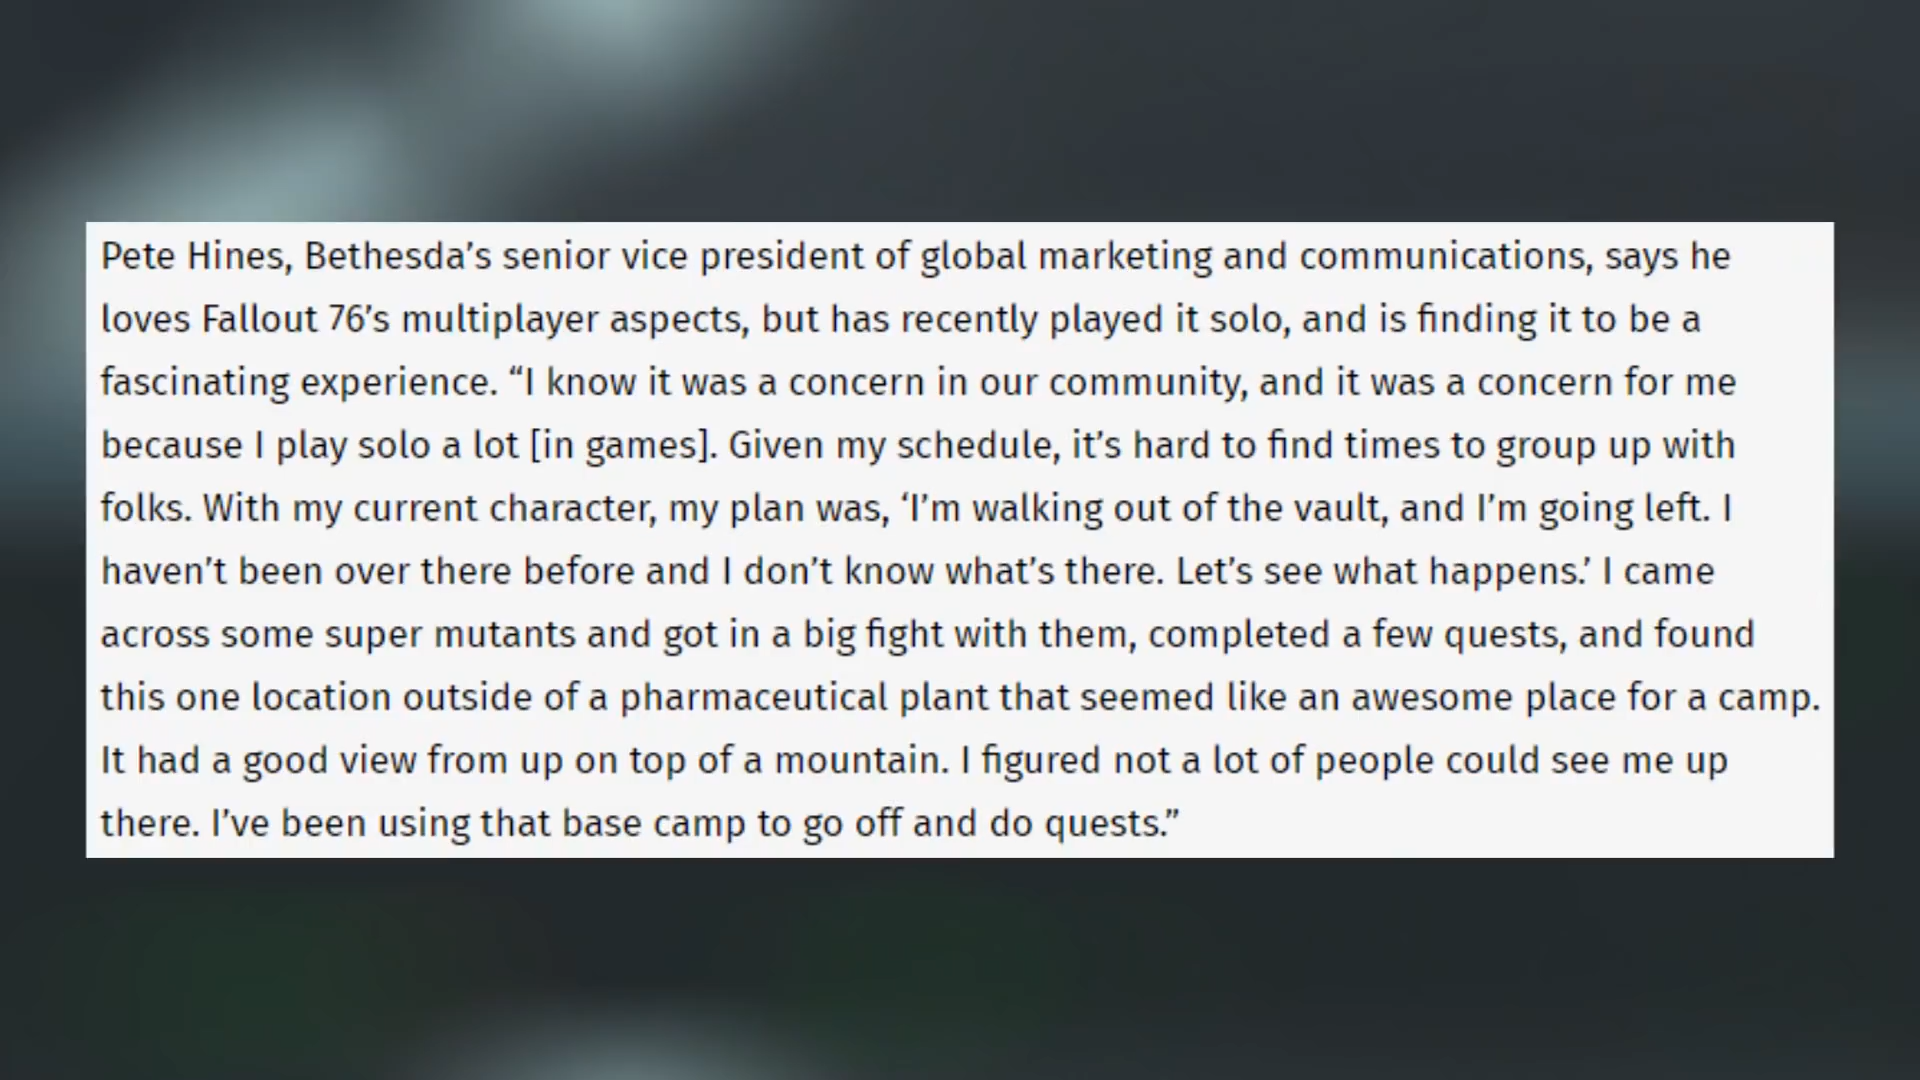 Pete Hines, Bethesda’s senior vice president of global marketing and communications, says he
loves Fallout 76’s multiplayer aspects, but has recently played it solo, and is finding it to be a
fascinating experience. “I know it was a concern in our community, and it was a concern for me
because I play solo a lot [in games]. Given my schedule, it’s hard to find times to group up with
folks. With my current character, my plan was, ‘I’m walking out of the vault, and I’m going left. I
haven’t been over there before and I don’t know what’s there. Let’s see what happens.’ I came
across some super mutants and got in a big fight with them, completed a few quests, and found
this one location outside of a pharmaceutical plant that seemed like an awesome place for a camp.
It had a good view from up on top of a mountain. I figured not a lot of people could see me up
there. I’ve been using that base camp to go off and do quests.”